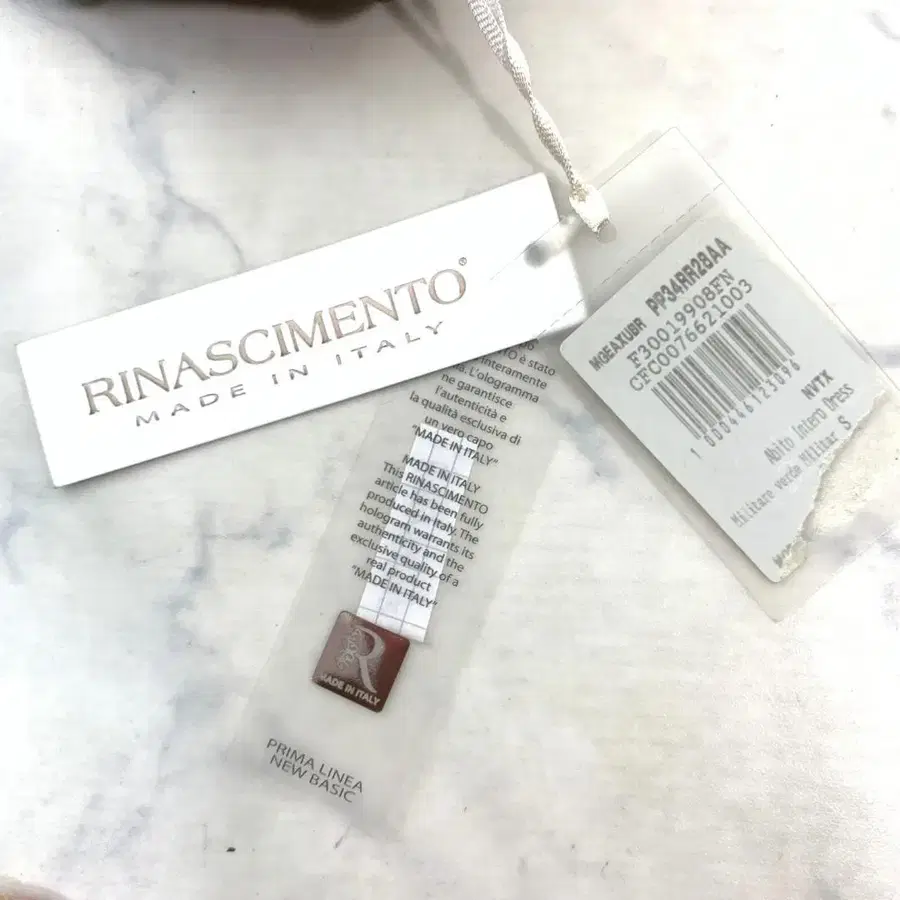 RINASCIMENTO®
MADE IN ITALY
è stato
interamente
L'ologramma
ne garantisce
l'autenticità e
la qualità esclusiva di
un vero capo
"MADE IN ITALY"
MADE IN ITALY
This RINASCIMENTO
article has been fully
produced in Italy. The
hologram warrants its
authenticity and the
exclusive quality of a
real product
"MADE IN ITALY"
R
MADE IN ITALY
PRIMA LINEA
NEW BASIC
MGEAXUBR PP34RR28AA
F30019908FN
CFC0076621003
1000446123096
NVTX
Abito Intero Dress
Militare verde Militar S